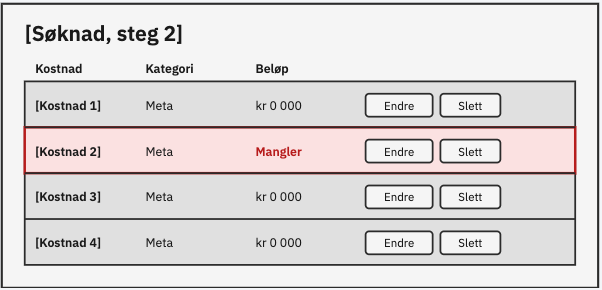 [Søknad, steg 2]
Kostnad Kategori Beløp
[Kostnad 1] Meta kr 0 000 Endre Slett
[Kostnad 2] Meta Mangler Endre Slett
[Kostnad 3] Meta kr 0 000 Endre Slett
[Kostnad 4] Meta kr 0 000 Endre Slett